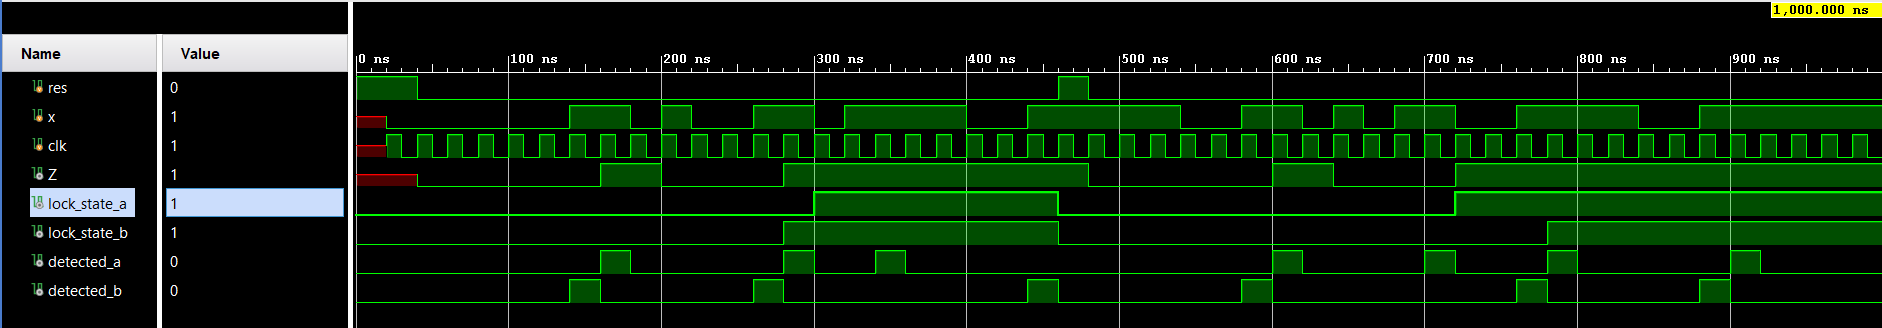 1,000.000 ns
Name Value
0 ns 100 ns 200 ns 300 ns 400 ns 500 ns 600 ns 700 ns 800 ns 900 ns
res 0
x 1
clk 1
Z 1
lock_state_a 1
lock_state_b 1
detected_a 0
detected_b 0